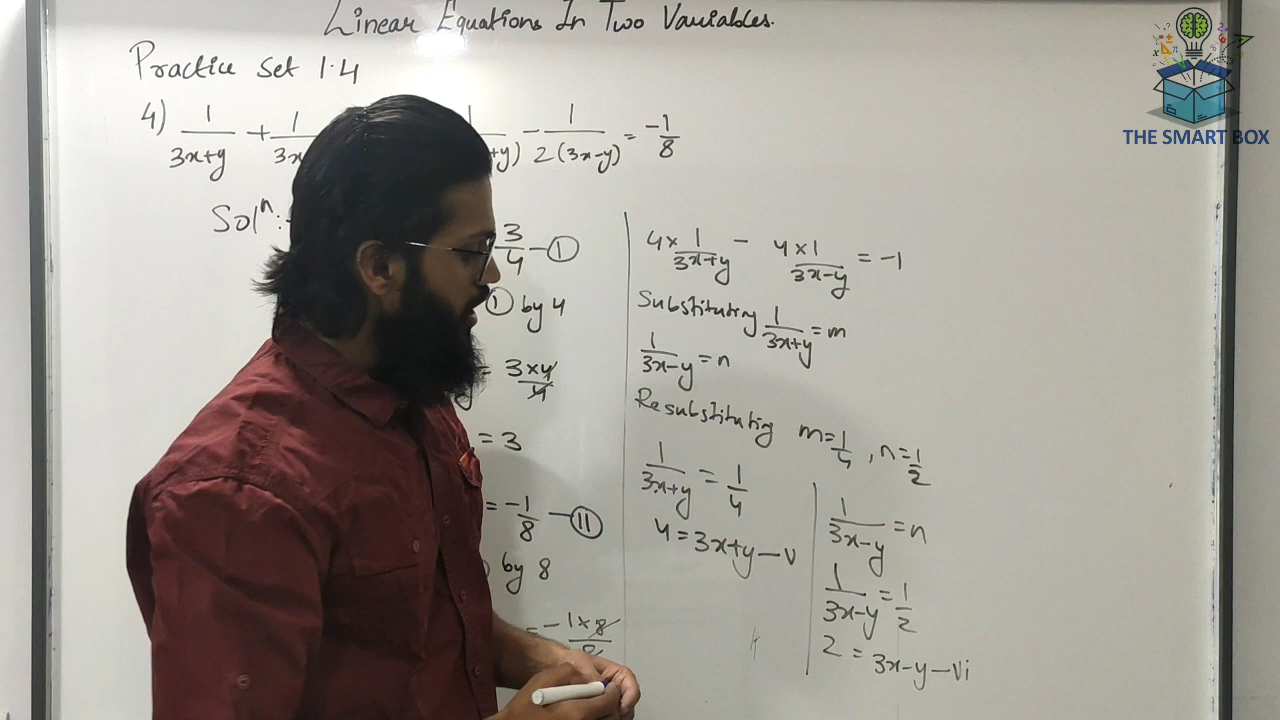 Linear Equations In Two Variables.
Practice Set 1.4
4) 1/(3x+y) + 1/3x y) - 1/(2(3x-y)) = -1/8
THE SMART BOX
Solⁿ:-
3/4 - I
I by 4
= 3×4/4
= 3
= -1/8 - II
by 8
= -1×8/8
4×1/(3x+y) - 4×1/(3x-y) = -1
Substituting 1/(3x+y) = m
1/(3x-y) = n
Resubstituting m=1/4, n=1/2
1/(3x+y) = 1/4
4 = 3x+y - V
1/(3x-y) = n
1/(3x-y) = 1/2
2 = 3x-y - Vi